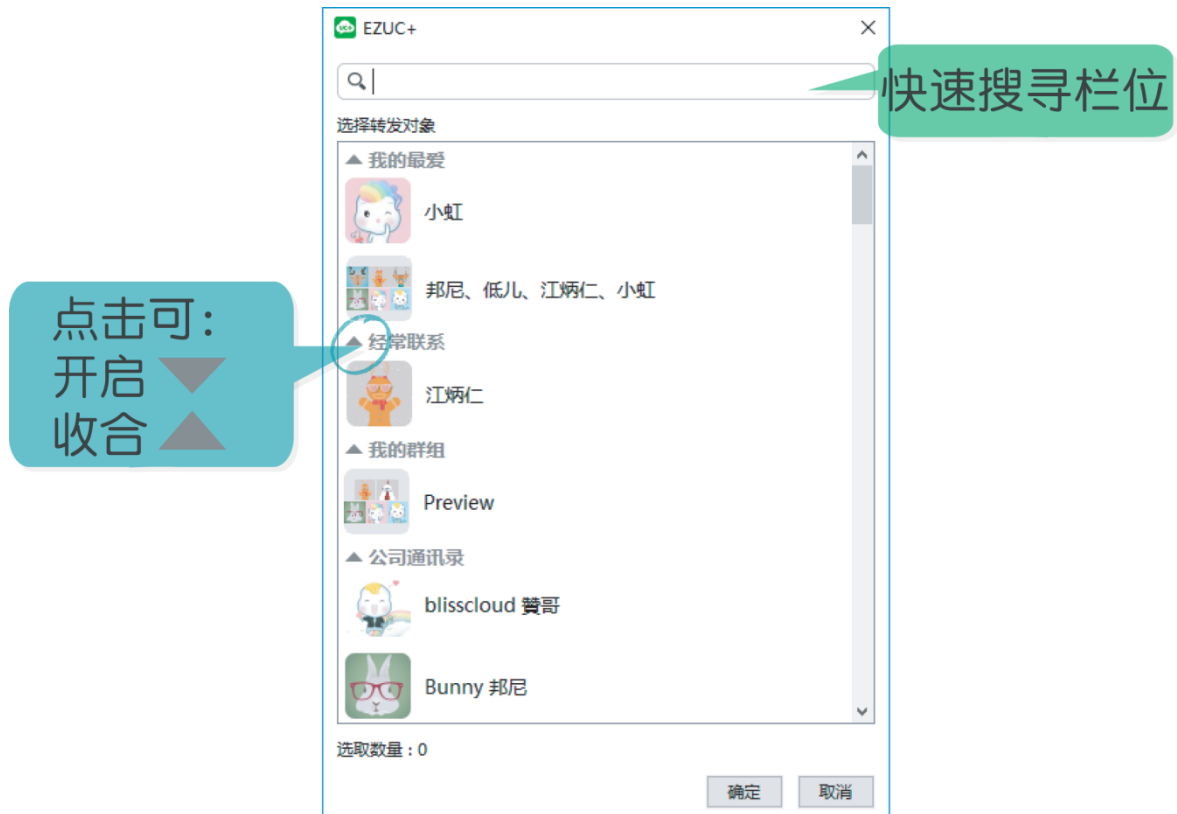 EZUC+
快速搜寻栏位
选择转发对象
我的最爱
小虹
邦尼、低儿、江炳仁、小虹
点击可：
开启
收合
经常联系
江炳仁
我的群组
Preview
公司通讯录
blisscloud 贊哥
Bunny 邦尼
选取数量：0
确定
取消